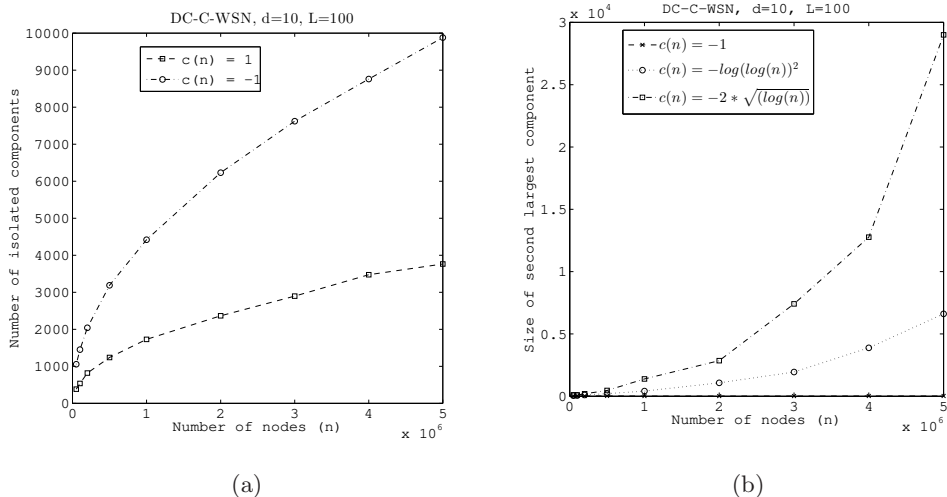 DC-C-WSN, d=10, L=100
Number of isolated components
10000
9000
8000
7000
6000
5000
4000
3000
2000
1000
0
c(n) = 1
c(n) = -1
0 1 2 3 4 5
Number of nodes (n)
x 10^6
(a)
DC-C-WSN, d=10, L=100
x 10^4
Size of second largest component
3
2.5
2
1.5
1
0.5
0
c(n) = −1
c(n) = −log(log(n))²
c(n) = −2 * √(log(n))
0 1 2 3 4 5
Number of nodes (n)
x 10^6
(b)